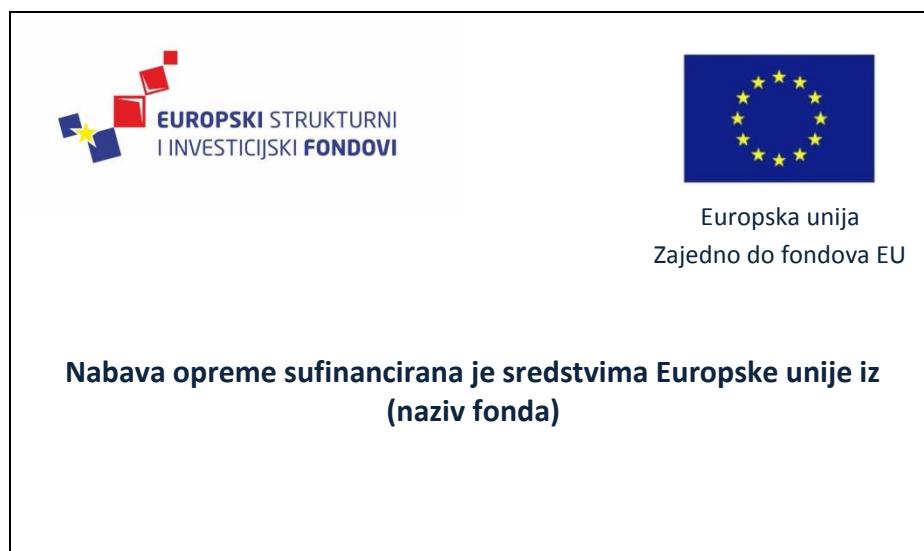 EUROPSKI STRUKTURNI
I INVESTICIJSKI FONDOVI
Europska unija
Zajedno do fondova EU
Nabava opreme sufinancirana je sredstvima Europske unije iz
(naziv fonda)